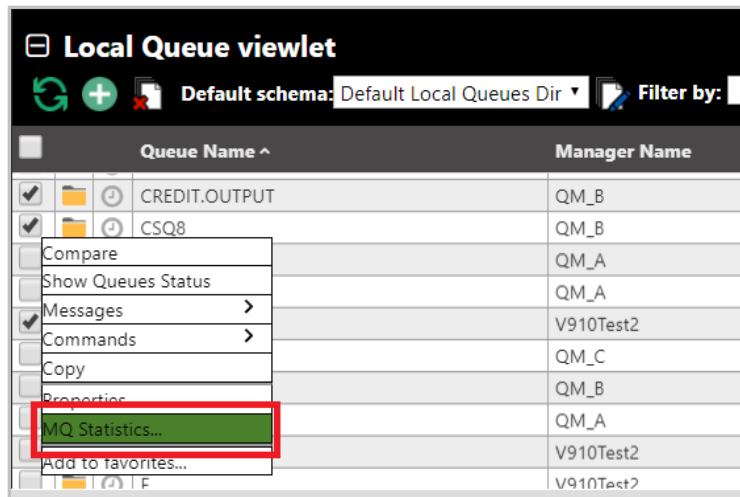 Local Queue viewlet
Default schema: Default Local Queues Dir Filter by:
Queue Name Manager Name
CREDIT.OUTPUT QM_B
CSQ8 QM_B
Compare QM_A
Show Queues Status QM_A
Messages V910Test2
Commands QM_C
Copy
Properties QM_B
MQ Statistics... QM_A
Add to favorites... V910Test2
V910Test2